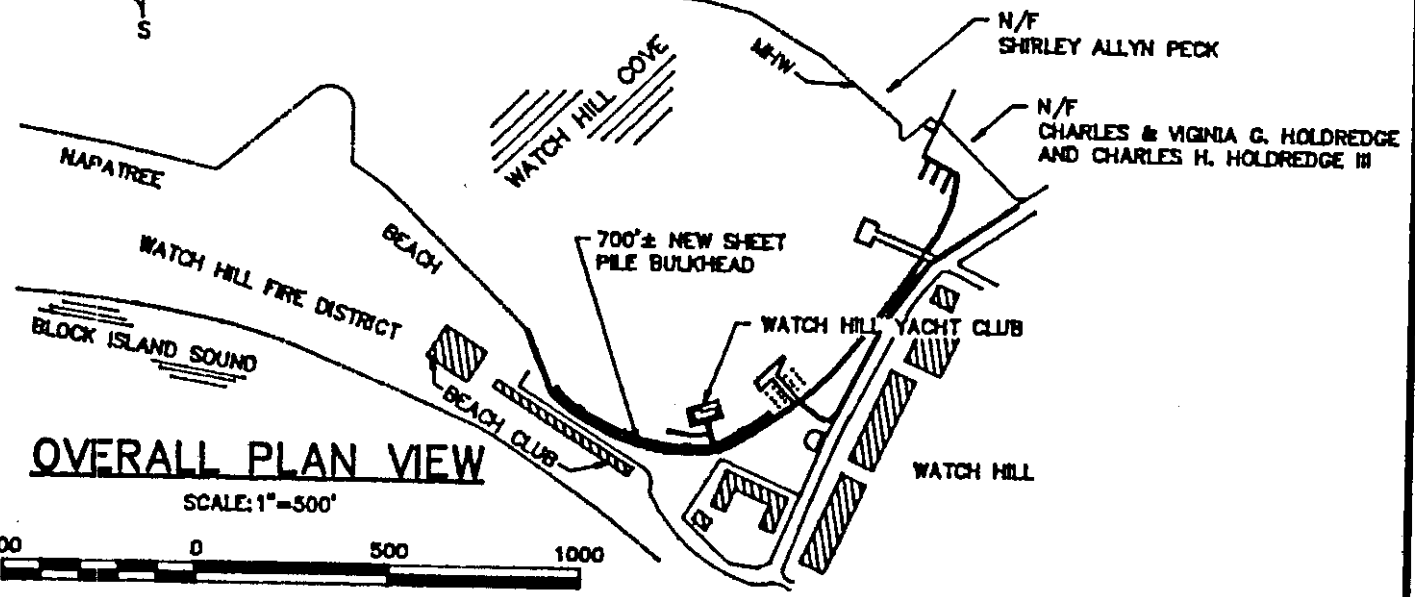 S
N/F
SHIRLEY ALLYN PECK
MHW
WATCH HILL COVE
N/F
CHARLES & VIGINIA G. HOLDREDGE
AND CHARLES H. HOLDREDGE III
NAPATREE
BEACH
700'± NEW SHEET
PILE BULKHEAD
WATCH HILL FIRE DISTRICT
WATCH HILL YACHT CLUB
BLOCK ISLAND SOUND
BEACH CLUB
WATCH HILL
OVERALL PLAN VIEW
SCALE: 1"=500'
00 0 500 1000